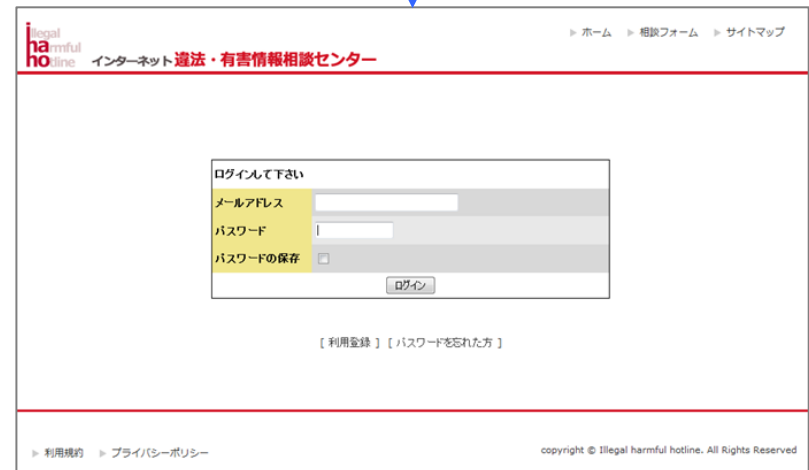 illegal
harmful
hotline インターネット違法・有害情報相談センター
ホーム 相談フォーム サイトマップ
ログインして下さい
メールアドレス
パスワード
パスワードの保存
ログイン
[ 利用登録 ] [ パスワードを忘れた方 ]
利用規約 プライバシーポリシー
copyright © Illegal harmful hotline. All Rights Reserved